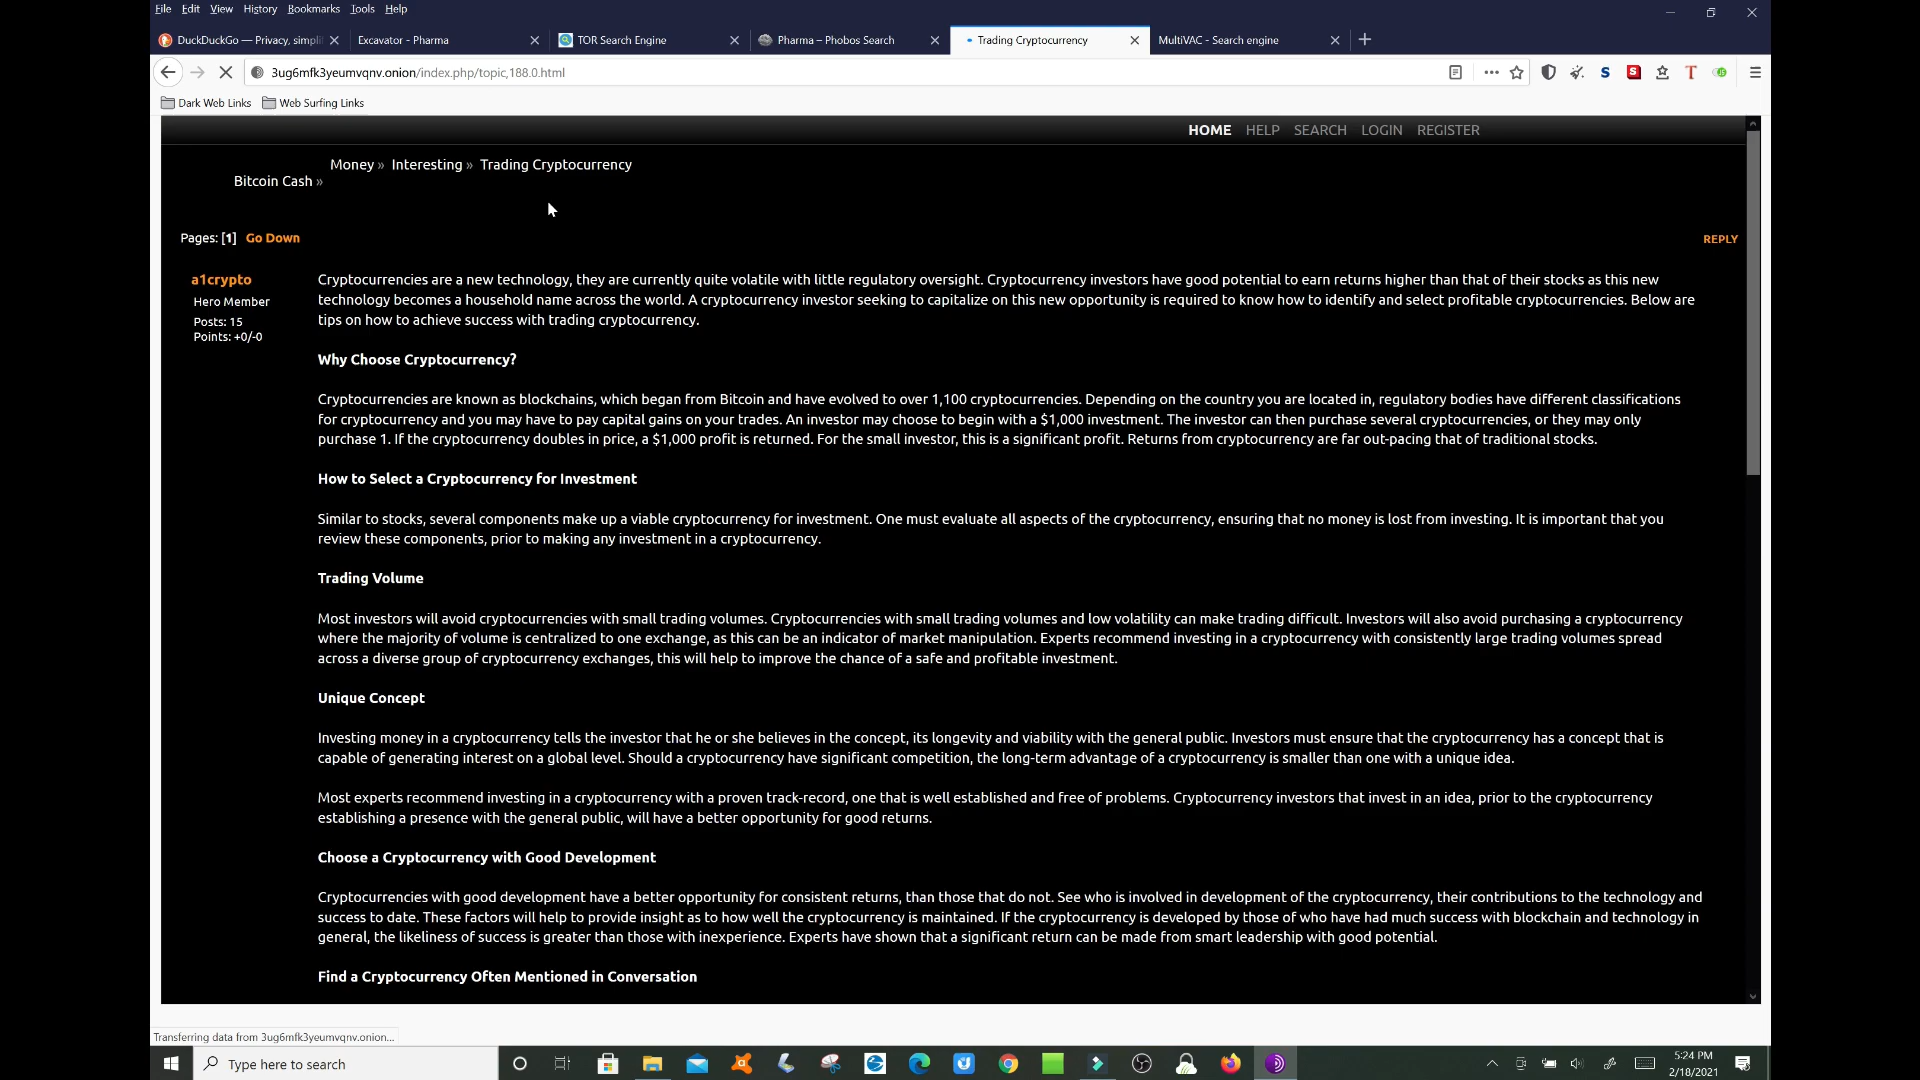 File Edit View History Bookmarks Tools Help
DuckDuckGo — Privacy, simpli
Excavator - Pharma
TOR Search Engine
Pharma – Phobos Search
Trading Cryptocurrency
MultiVAC - Search engine
3ug6mfk3yeumvqnv.onion/index.php/topic,188.0.html
Dark Web Links Web Surfing Links
HOME HELP SEARCH LOGIN REGISTER
Money » Interesting » Trading Cryptocurrency
Bitcoin Cash »
Pages: [1] Go Down
REPLY
a1crypto
Hero Member
Posts: 15
Points: +0/-0
Cryptocurrencies are a new technology, they are currently quite volatile with little regulatory oversight. Cryptocurrency investors have good potential to earn returns higher than that of their stocks as this new
technology becomes a household name across the world. A cryptocurrency investor seeking to capitalize on this new opportunity is required to know how to identify and select profitable cryptocurrencies. Below are
tips on how to achieve success with trading cryptocurrency.
Why Choose Cryptocurrency?
Cryptocurrencies are known as blockchains, which began from Bitcoin and have evolved to over 1,100 cryptocurrencies. Depending on the country you are located in, regulatory bodies have different classifications
for cryptocurrency and you may have to pay capital gains on your trades. An investor may choose to begin with a $1,000 investment. The investor can then purchase several cryptocurrencies, or they may only
purchase 1. If the cryptocurrency doubles in price, a $1,000 profit is returned. For the small investor, this is a significant profit. Returns from cryptocurrency are far out-pacing that of traditional stocks.
How to Select a Cryptocurrency for Investment
Similar to stocks, several components make up a viable cryptocurrency for investment. One must evaluate all aspects of the cryptocurrency, ensuring that no money is lost from investing. It is important that you
review these components, prior to making any investment in a cryptocurrency.
Trading Volume
Most investors will avoid cryptocurrencies with small trading volumes. Cryptocurrencies with small trading volumes and low volatility can make trading difficult. Investors will also avoid purchasing a cryptocurrency
where the majority of volume is centralized to one exchange, as this can be an indicator of market manipulation. Experts recommend investing in a cryptocurrency with consistently large trading volumes spread
across a diverse group of cryptocurrency exchanges, this will help to improve the chance of a safe and profitable investment.
Unique Concept
Investing money in a cryptocurrency tells the investor that he or she believes in the concept, its longevity and viability with the general public. Investors must ensure that the cryptocurrency has a concept that is
capable of generating interest on a global level. Should a cryptocurrency have significant competition, the long-term advantage of a cryptocurrency is smaller than one with a unique idea.
Most experts recommend investing in a cryptocurrency with a proven track-record, one that is well established and free of problems. Cryptocurrency investors that invest in an idea, prior to the cryptocurrency
establishing a presence with the general public, will have a better opportunity for good returns.
Choose a Cryptocurrency with Good Development
Cryptocurrencies with good development have a better opportunity for consistent returns, than those that do not. See who is involved in development of the cryptocurrency, their contributions to the technology and
success to date. These factors will help to provide insight as to how well the cryptocurrency is maintained. If the cryptocurrency is developed by those of who have had much success with blockchain and technology in
general, the likeliness of success is greater than those with inexperience. Experts have shown that a significant return can be made from smart leadership with good potential.
Find a Cryptocurrency Often Mentioned in Conversation
Transferring data from 3ug6mfk3yeumvqnv.onion...
Type here to search
5:24 PM
2/18/2021